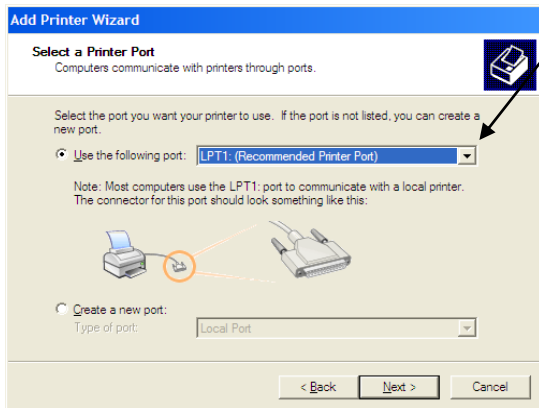 Add Printer Wizard
Select a Printer Port
Computers communicate with printers through ports.
Select the port you want your printer to use. If the port is not listed, you can create a
new port.
Use the following port: LPT1: (Recommended Printer Port)
Note: Most computers use the LPT1: port to communicate with a local printer.
The connector for this port should look something like this:
Create a new port:
Type of port: Local Port
< Back Next > Cancel